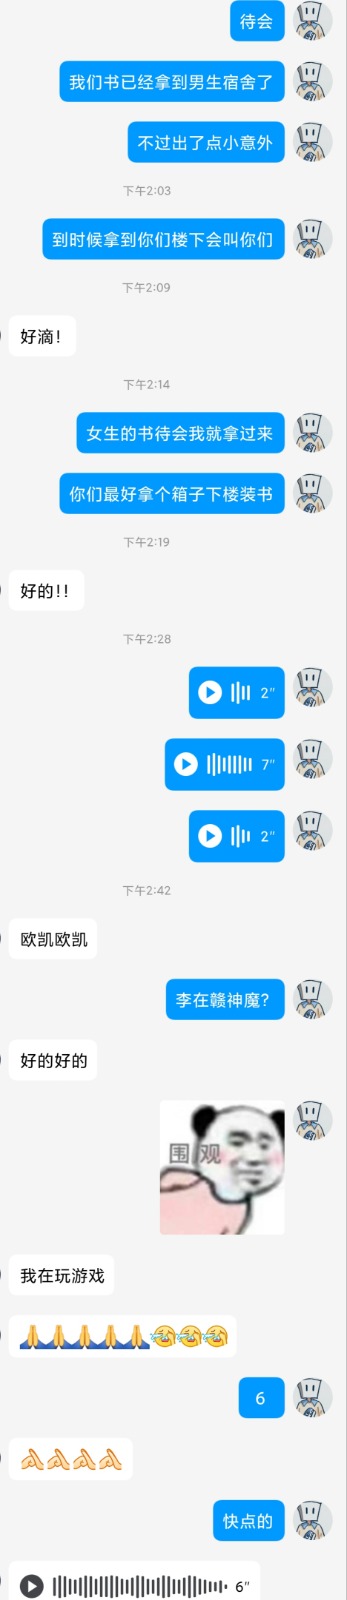 待会
我们书已经拿到男生宿舍了
不过出了点小意外
下午2:03
到时候拿到你们楼下会叫你们
下午2:09
好滴！
下午2:14
女生的书待会我就拿过来
你们最好拿个箱子下楼装书
下午2:19
好的！！
下午2:28
2"
7"
2"
下午2:42
欧凯欧凯
李在赣神魔？
好的好的
围观
我在玩游戏
6
快点的
6"